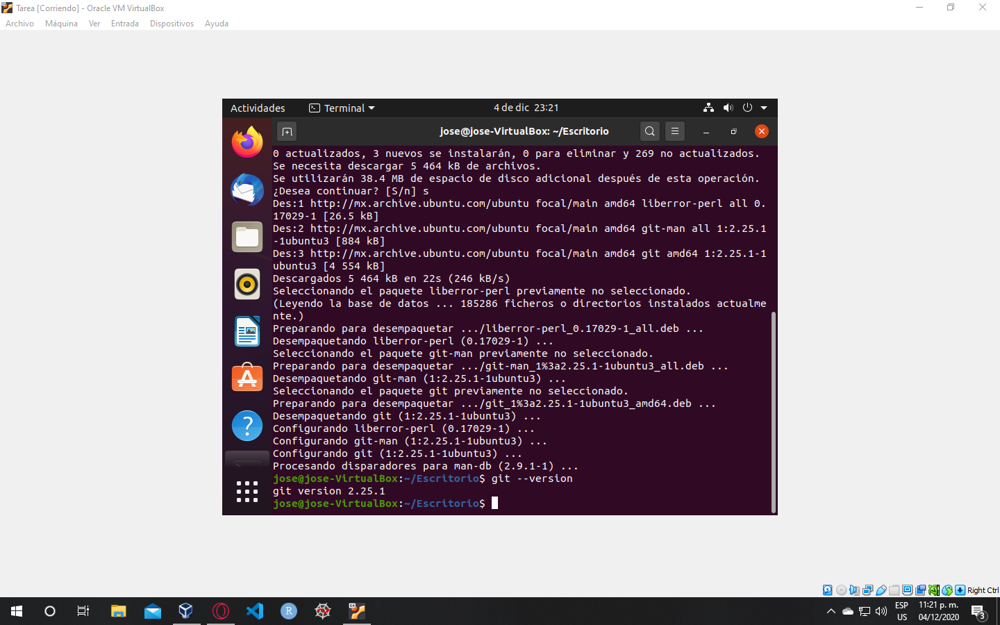 Tarea [Corriendo] - Oracle VM VirtualBox
Archivo Máquina Ver Entrada Dispositivos Ayuda
Actividades Terminal 4 de dic 23:21
jose@jose-VirtualBox: ~/Escritorio
0 actualizados, 3 nuevos se instalarán, 0 para eliminar y 269 no actualizados.
Se necesita descargar 5 464 kB de archivos.
Se utilizarán 38.4 MB de espacio de disco adicional después de esta operación.
¿Desea continuar? [S/n] s
Des:1 http://mx.archive.ubuntu.com/ubuntu focal/main amd64 liberror-perl all 0.
17029-1 [26.5 kB]
Des:2 http://mx.archive.ubuntu.com/ubuntu focal/main amd64 git-man all 1:2.25.1
-1ubuntu3 [884 kB]
Des:3 http://mx.archive.ubuntu.com/ubuntu focal/main amd64 git amd64 1:2.25.1-1
ubuntu3 [4 554 kB]
Descargados 5 464 kB en 22s (246 kB/s)
Seleccionando el paquete liberror-perl previamente no seleccionado.
(Leyendo la base de datos ... 185286 ficheros o directorios instalados actualme
nte.)
Preparando para desempaquetar .../liberror-perl_0.17029-1_all.deb ...
Desempaquetando liberror-perl (0.17029-1) ...
Seleccionando el paquete git-man previamente no seleccionado.
Preparando para desempaquetar .../git-man_1%3a2.25.1-1ubuntu3_all.deb ...
Desempaquetando git-man (1:2.25.1-1ubuntu3) ...
Seleccionando el paquete git previamente no seleccionado.
Preparando para desempaquetar .../git_1%3a2.25.1-1ubuntu3_amd64.deb ...
Desempaquetando git (1:2.25.1-1ubuntu3) ...
Configurando liberror-perl (0.17029-1) ...
Configurando git-man (1:2.25.1-1ubuntu3) ...
Configurando git (1:2.25.1-1ubuntu3) ...
Procesando disparadores para man-db (2.9.1-1) ...
jose@jose-VirtualBox:~/Escritorio$ git --version
git version 2.25.1
jose@jose-VirtualBox:~/Escritorio$
Right Ctrl
ESP 11:21 p. m.
US 04/12/2020 3